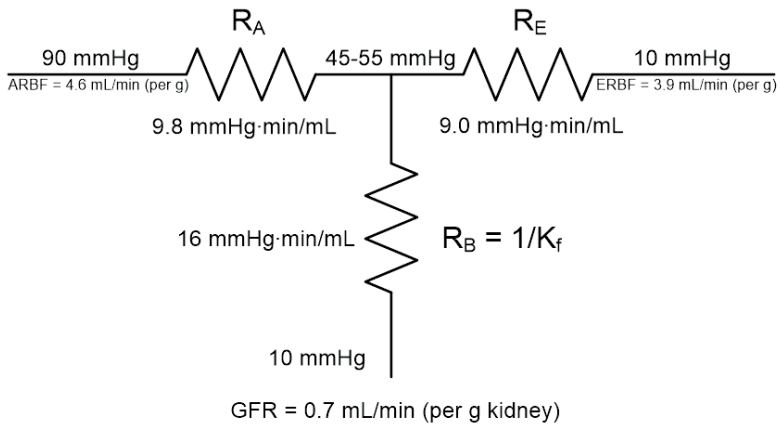 R_A R_E
90 mmHg 45-55 mmHg 10 mmHg
ARBF = 4.6 mL/min (per g) ERBF = 3.9 mL/min (per g)
9.8 mmHg·min/mL 9.0 mmHg·min/mL
16 mmHg·min/mL R_B = 1/K_f
10 mmHg
GFR = 0.7 mL/min (per g kidney)